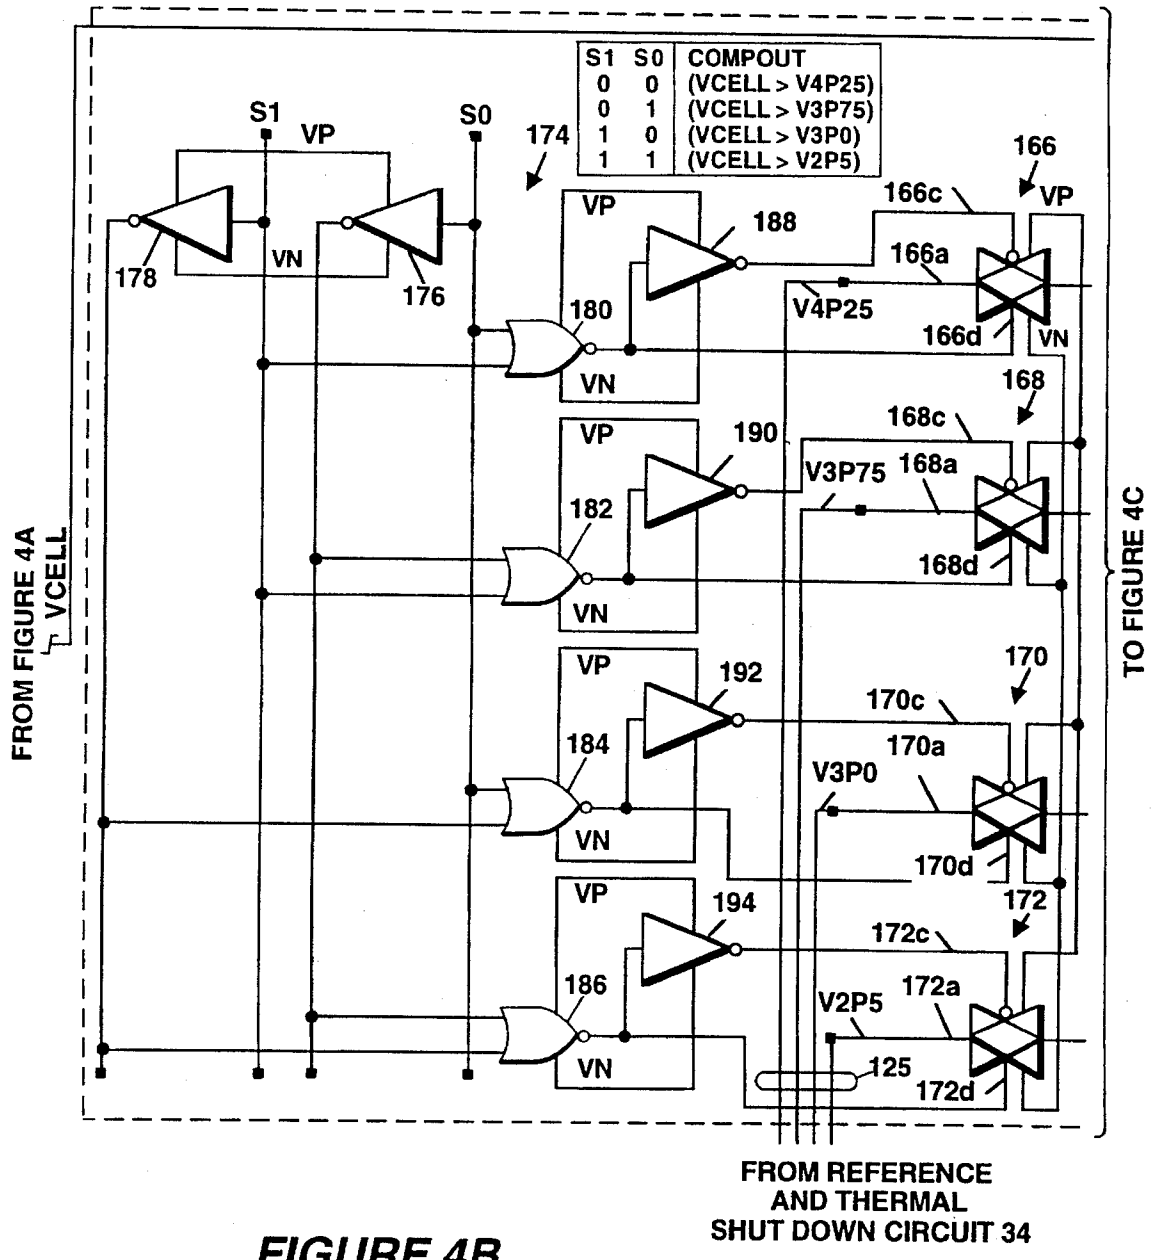 S1 S0 COMPOUT
0 0 (VCELL > V4P25)
0 1 (VCELL > V3P75)
1 0 (VCELL > V3P0)
1 1 (VCELL > V2P5)
S1
VP
S0
174
166
VP
188
166c
166a
VN
178
176
V4P25
180
166d
VN
VN
VP
168
VP
190
168c
V3P75
168a
182
168d
VN
FROM FIGURE 4A
VCELL
TO FIGURE 4C
VP
192
170
170c
170a
184
V3P0
VN
170d
VP
194
172
172c
186
V2P5
172a
VN
125
172d
FROM REFERENCE
AND THERMAL
SHUT DOWN CIRCUIT 34
FIGURE 4B